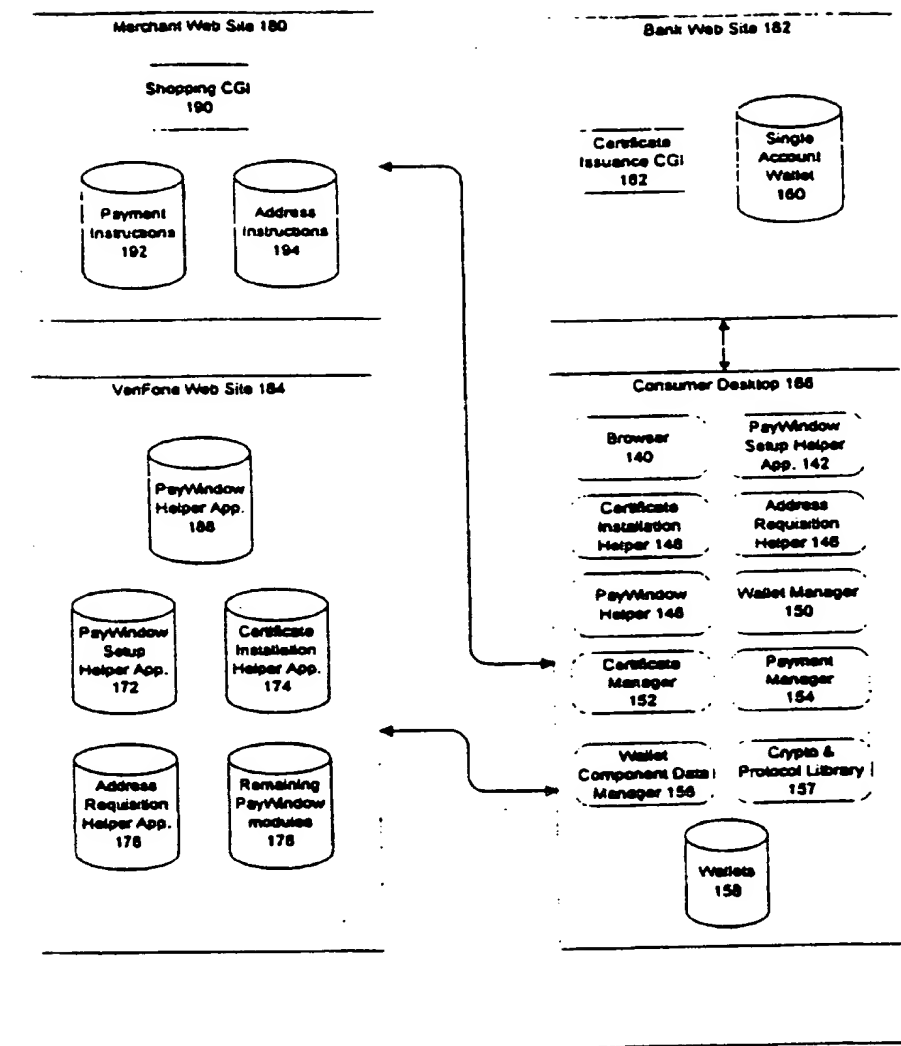 Merchant Web Site 180
Shopping CGI
190
Payment
Instructions
192
Address
Instructions
194
Bank Web Site 182
Certificate
Issuance CGI
162
Single
Account
Wallet
160
VeriFone Web Site 184
PayWindow
Helper App.
188
PayWindow
Setup
Helper App.
172
Certificate
Installation
Helper App.
174
Address
Requisition
Helper App.
176
Remaining
PayWindow
modules
178
Consumer Desktop 186
Browser
140
PayWindow
Setup Helper
App. 142
Certificate
Installation
Helper 148
Address
Requisition
Helper 146
PayWindow
Helper 146
Wallet Manager
150
Certificate
Manager
152
Payment
Manager
154
Wallet
Component Data
Manager 156
Crypto &
Protocol Library
157
Wallets
158